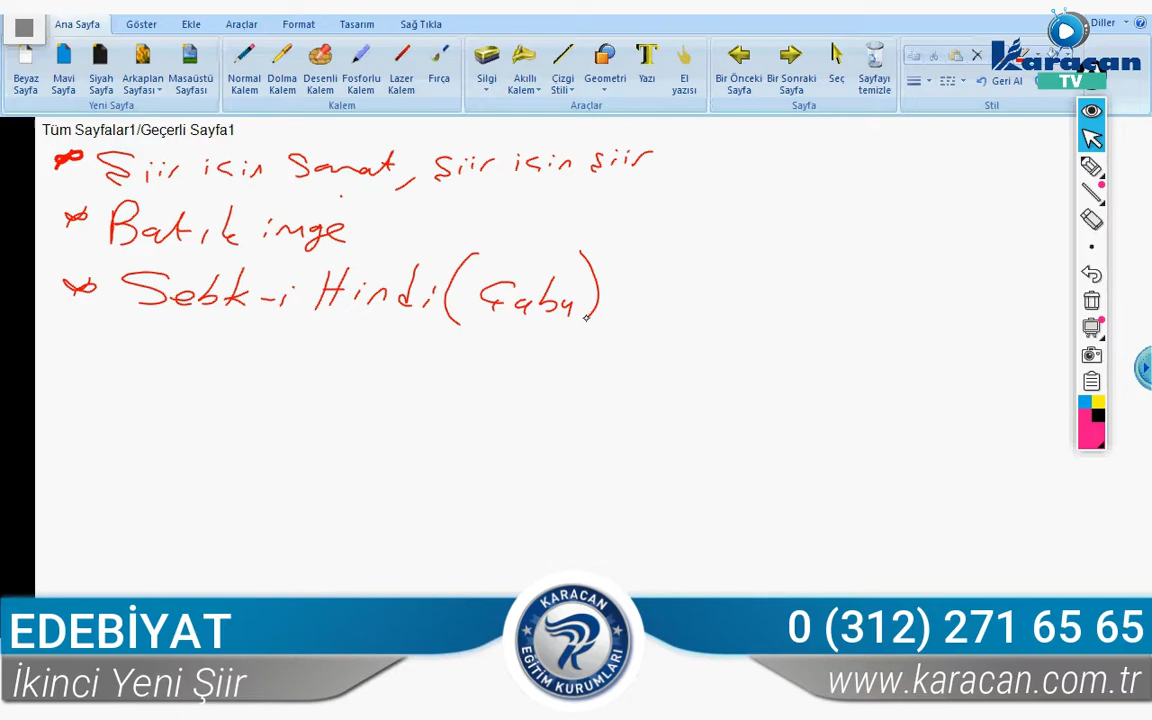 Ana Sayfa Göster Ekle Araçlar Format Tasarım Sağ Tıkla Diller
Beyaz Sayfa Mavi Sayfa Siyah Sayfa Arkaplan Sayfası Masaüstü Sayfası Normal Kalem Dolma Kalem Desenli Kalem Fosforlu Kalem Lazer Kalem Fırça Silgi Akıllı Kalem Çizgi Stili Geometri Yazı El yazısı Bir Önceki Sayfa Bir Sonraki Sayfa Seç Sayfayı temizle Geri Al
Yeni Sayfa Kalem Araçlar Sayfa Stil
Karacan
TV
Tüm Sayfalar1/Geçerli Sayfa1
Şiir için Sanat, şiir için şiir
Batık imge
Sebk-i Hindi (Çaba)
EDEBİYAT
İkinci Yeni Şiir
KARACAN
EĞİTİM KURUMLARI
0 (312) 271 65 65
www.karacan.com.tr